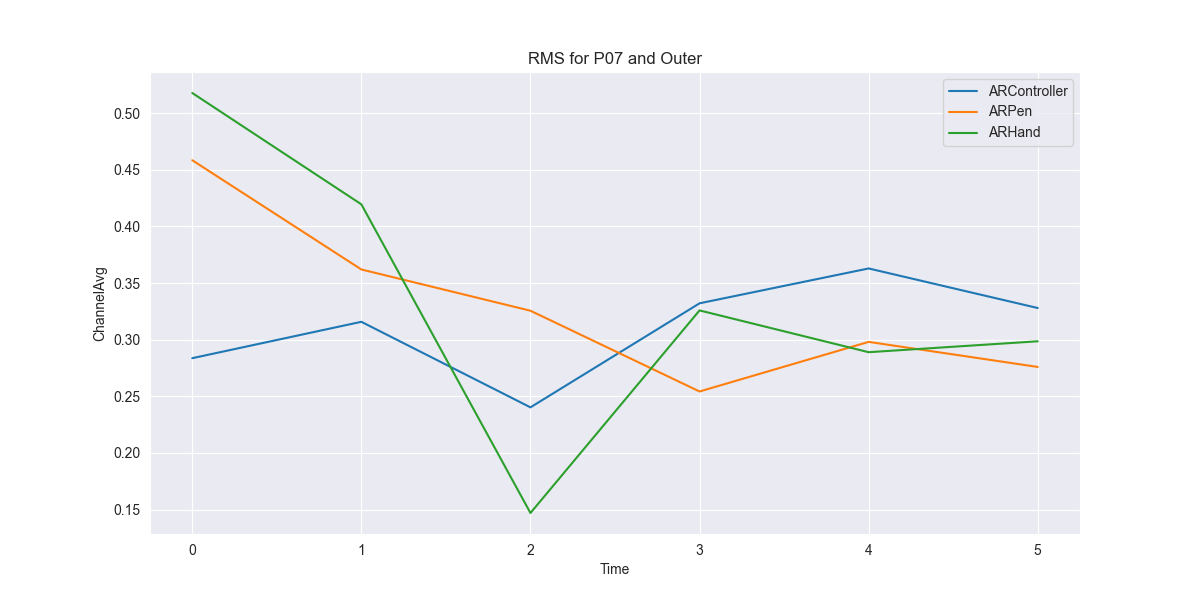 RMS for P07 and Outer
ARController
ARPen
ARHand
ChannelAvg
0.50
0.45
0.40
0.35
0.30
0.25
0.20
0.15
0 1 2 3 4 5
Time